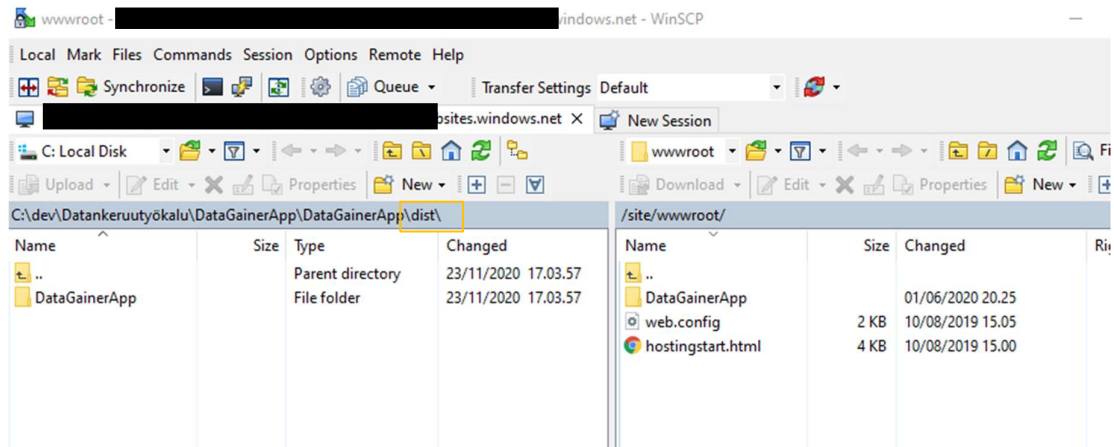 wwwroot - windows.net - WinSCP
Local Mark Files Commands Session Options Remote Help
Synchronize Queue Transfer Settings Default
sites.windows.net New Session
C: Local Disk wwwroot
Upload Edit Properties New Download Edit Properties New
C:\dev\Datankeruutyökalu\DataGainerApp\DataGainerApp\dist\ /site/wwwroot/
Name Size Type Changed Name Size Changed
.. Parent directory 23/11/2020 17.03.57 ..
DataGainerApp File folder 23/11/2020 17.03.57 DataGainerApp 01/06/2020 20.25
web.config 2 KB 10/08/2019 15.05
hostingstart.html 4 KB 10/08/2019 15.00